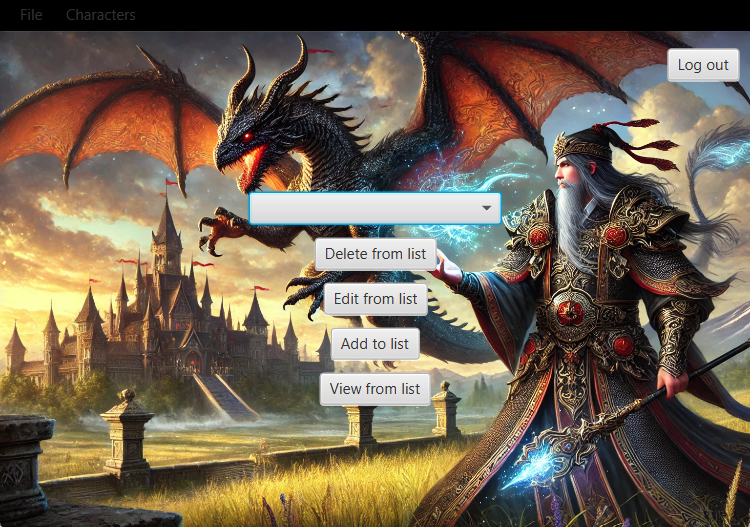 File Characters
Log out
Delete from list
Edit from list
Add to list
View from list